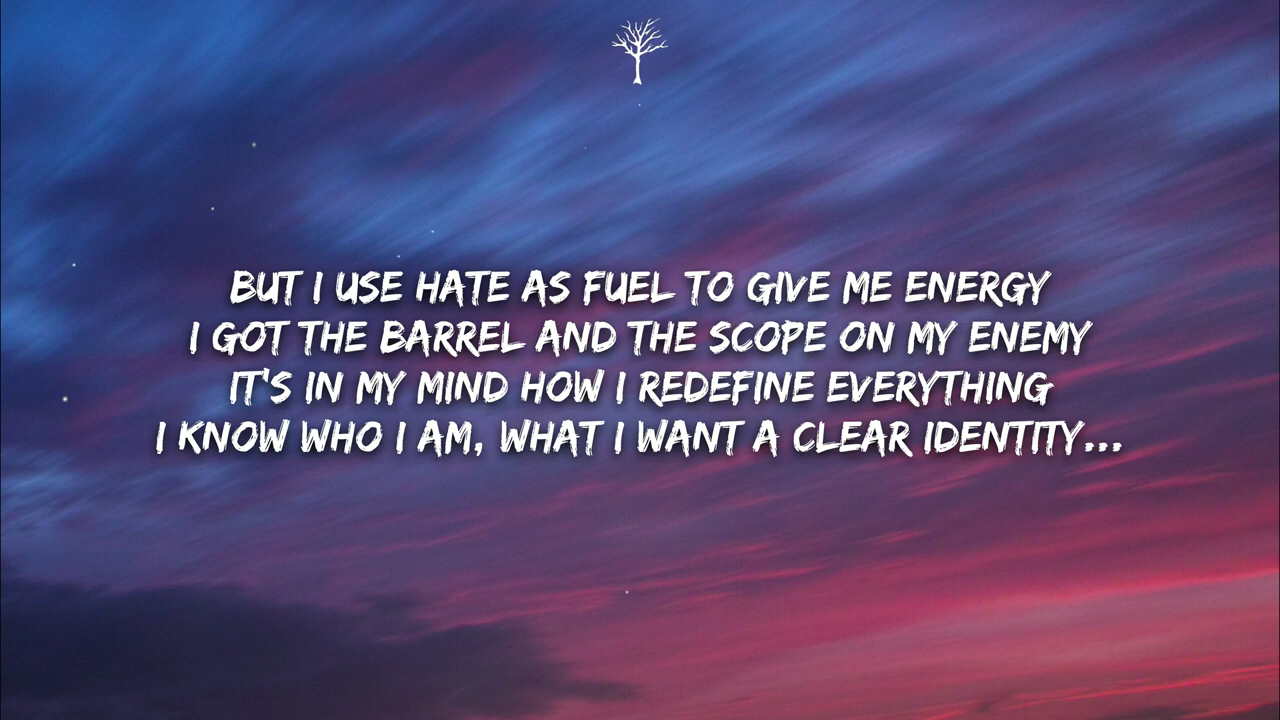 BUT I USE HATE AS FUEL TO GIVE ME ENERGY
I GOT THE BARREL AND THE SCOPE ON MY ENEMY
IT'S IN MY MIND HOW I REDEFINE EVERYTHING
I KNOW WHO I AM, WHAT I WANT A CLEAR IDENTITY...